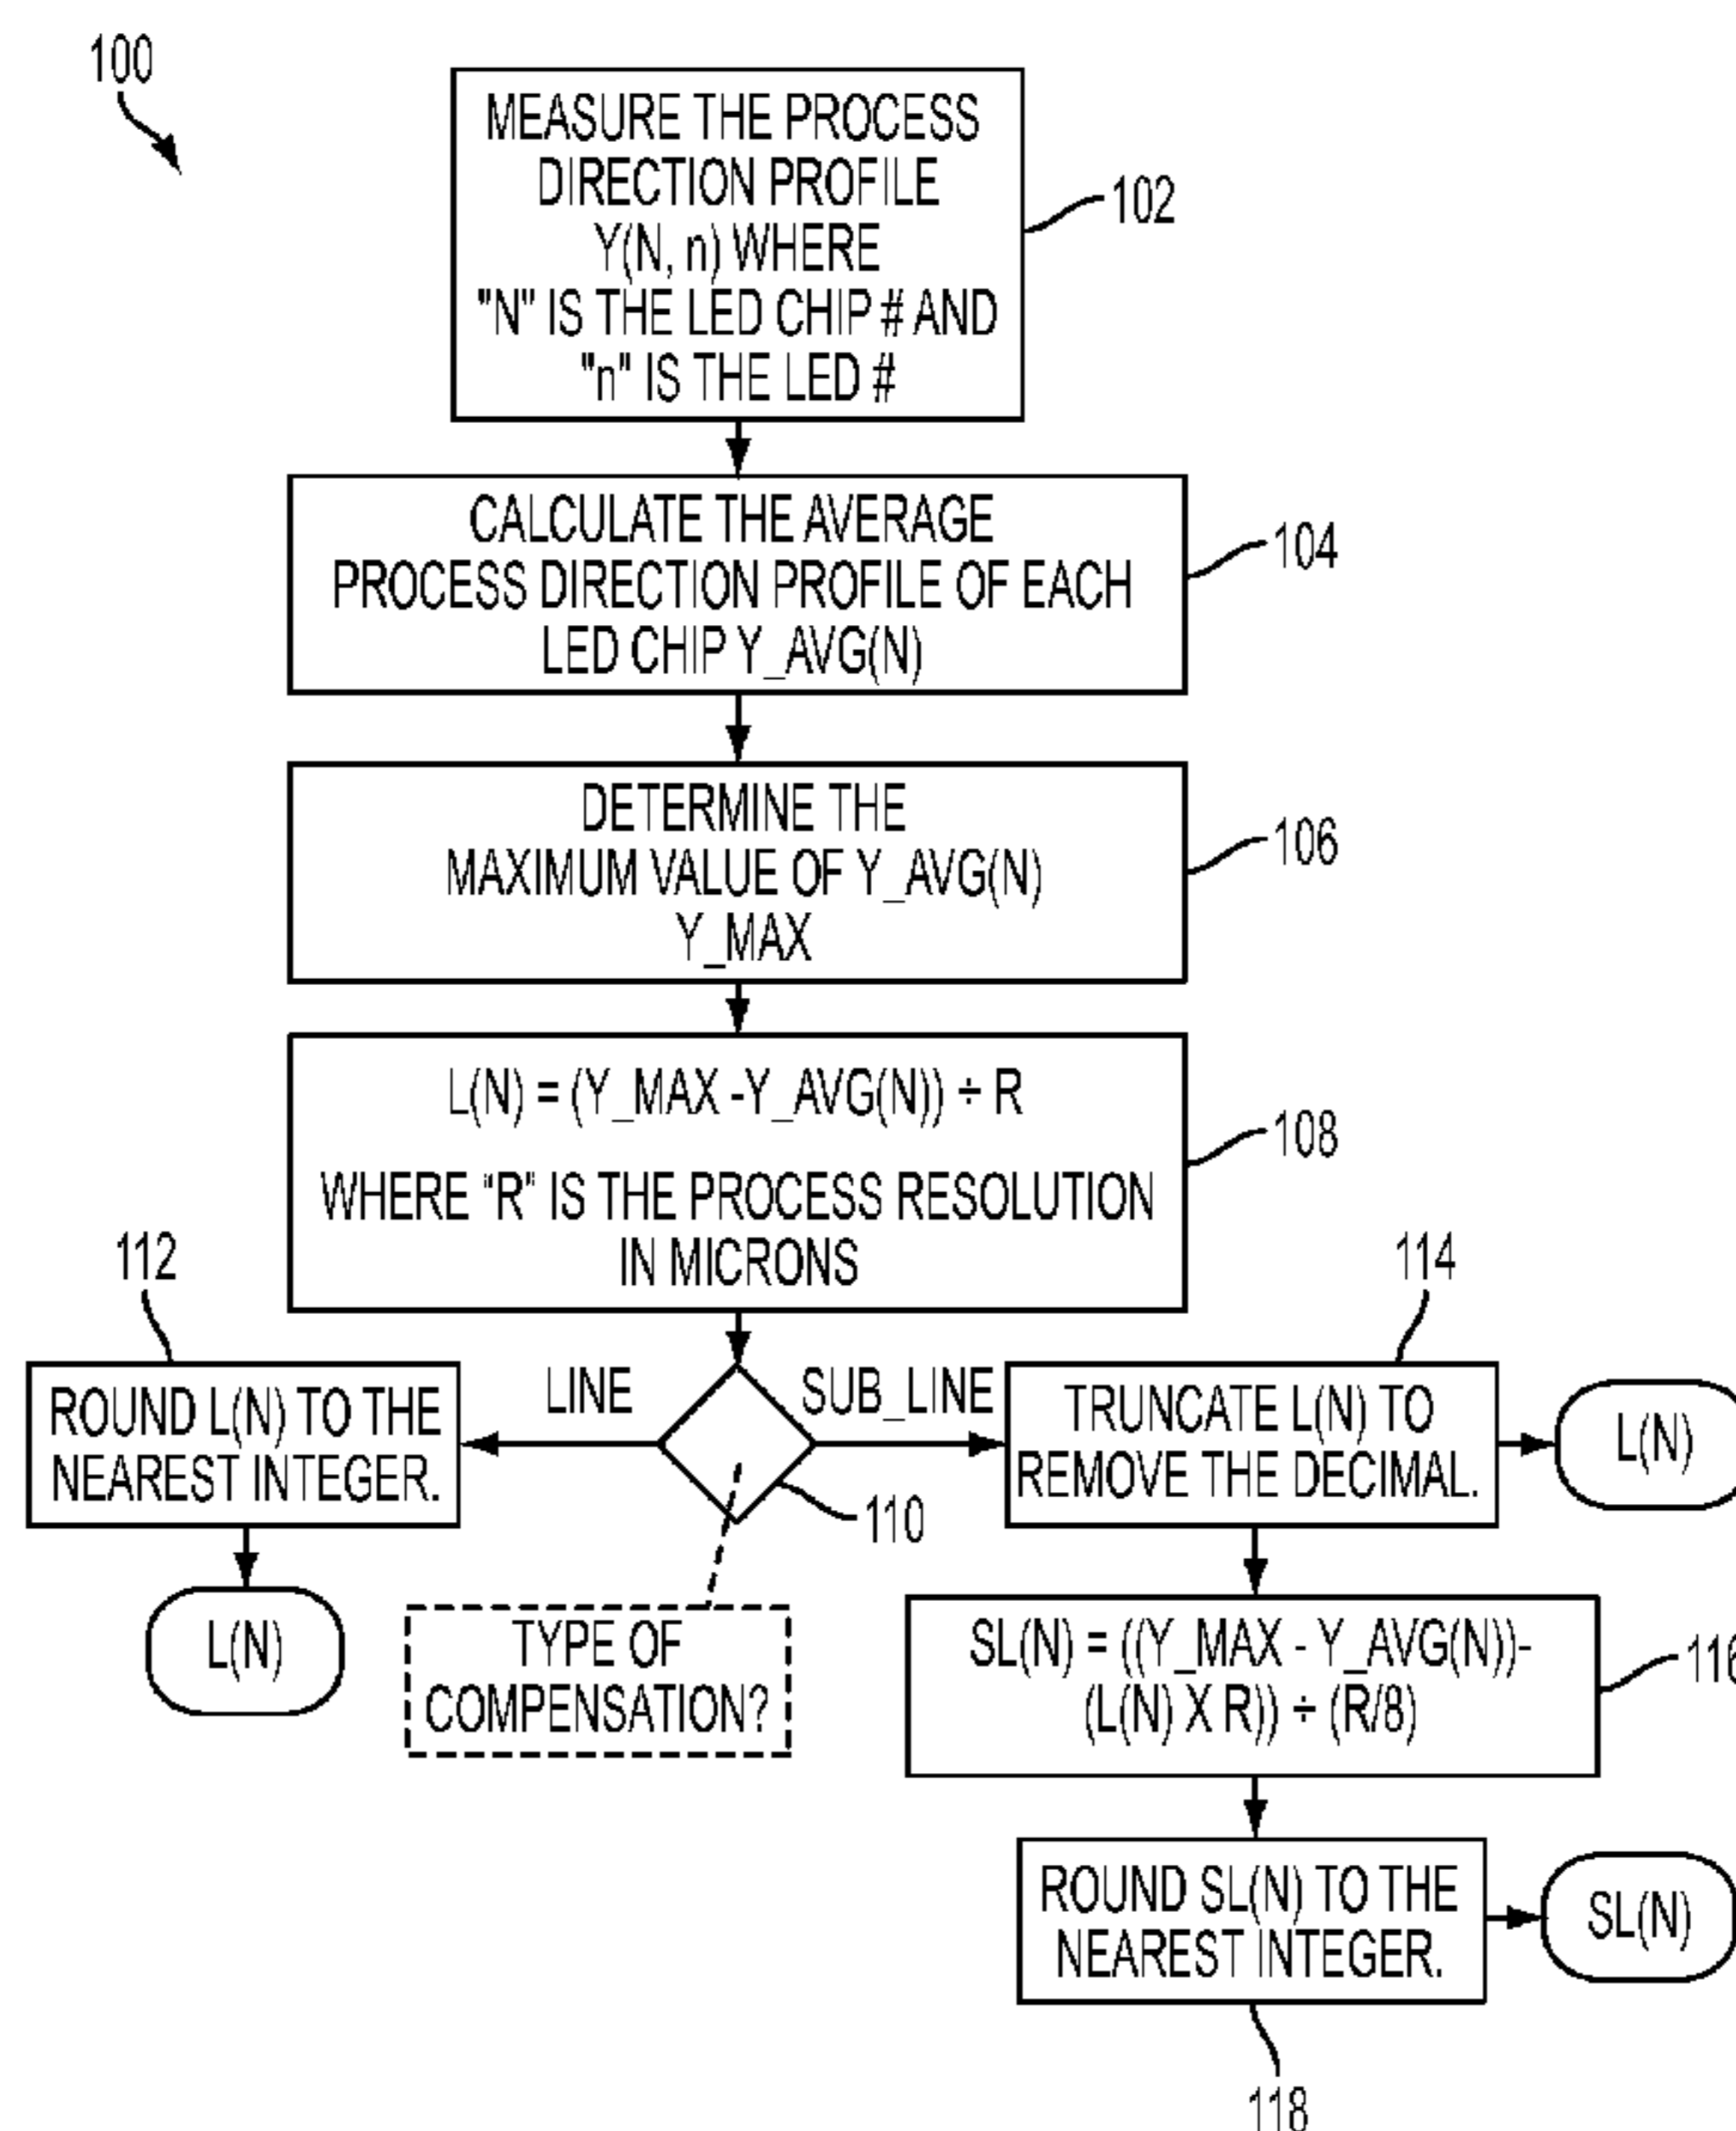 100
MEASURE THE PROCESS
DIRECTION PROFILE
Y(N, n) WHERE
"N" IS THE LED CHIP # AND
"n" IS THE LED #
102
CALCULATE THE AVERAGE
PROCESS DIRECTION PROFILE OF EACH
LED CHIP Y_AVG(N)
104
DETERMINE THE
MAXIMUM VALUE OF Y_AVG(N)
Y_MAX
106
L(N) = (Y_MAX -Y_AVG(N)) ÷ R
WHERE "R" IS THE PROCESS RESOLUTION
IN MICRONS
108
112
114
ROUND L(N) TO THE
NEAREST INTEGER.
LINE
SUB_LINE
TRUNCATE L(N) TO
REMOVE THE DECIMAL.
L(N)
110
L(N)
TYPE OF
COMPENSATION?
SL(N) = ((Y_MAX - Y_AVG(N))-
(L(N) X R)) ÷ (R/8)
116
ROUND SL(N) TO THE
NEAREST INTEGER.
SL(N)
118